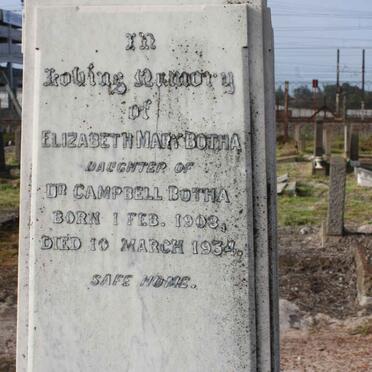 In
Loving Memory
of
ELIZABETH MARY BOTHA
DAUGHTER OF
DR CAMPBELL BOTHA
BORN 1 FEB. 1903,
DIED 10 MARCH 1934.
SAFE HOME.